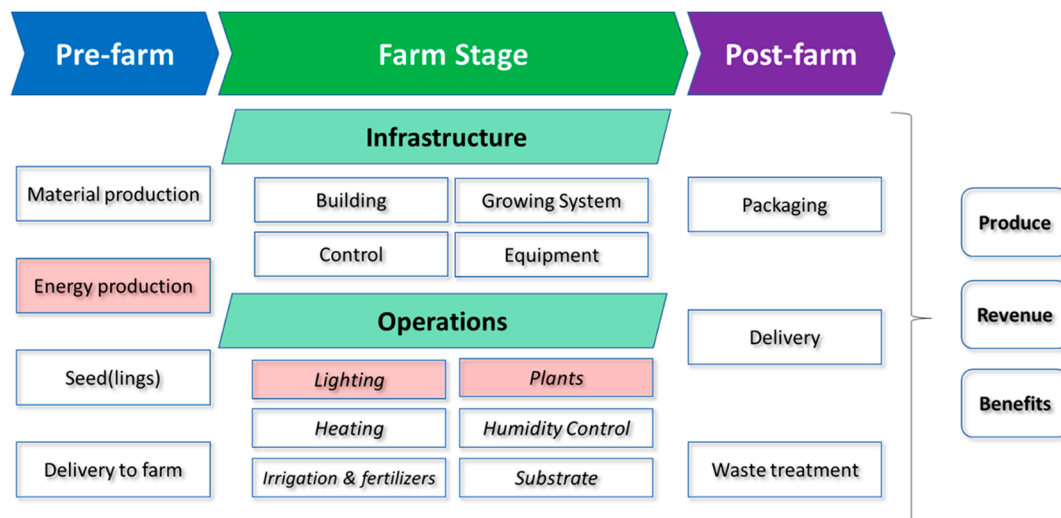 Pre-farm
Farm Stage
Post-farm
Infrastructure
Material production
Energy production
Seed(lings)
Delivery to farm
Building
Growing System
Control
Equipment
Operations
Lighting
Plants
Heating
Humidity Control
Irrigation & fertilizers
Substrate
Packaging
Delivery
Waste treatment
Produce
Revenue
Benefits